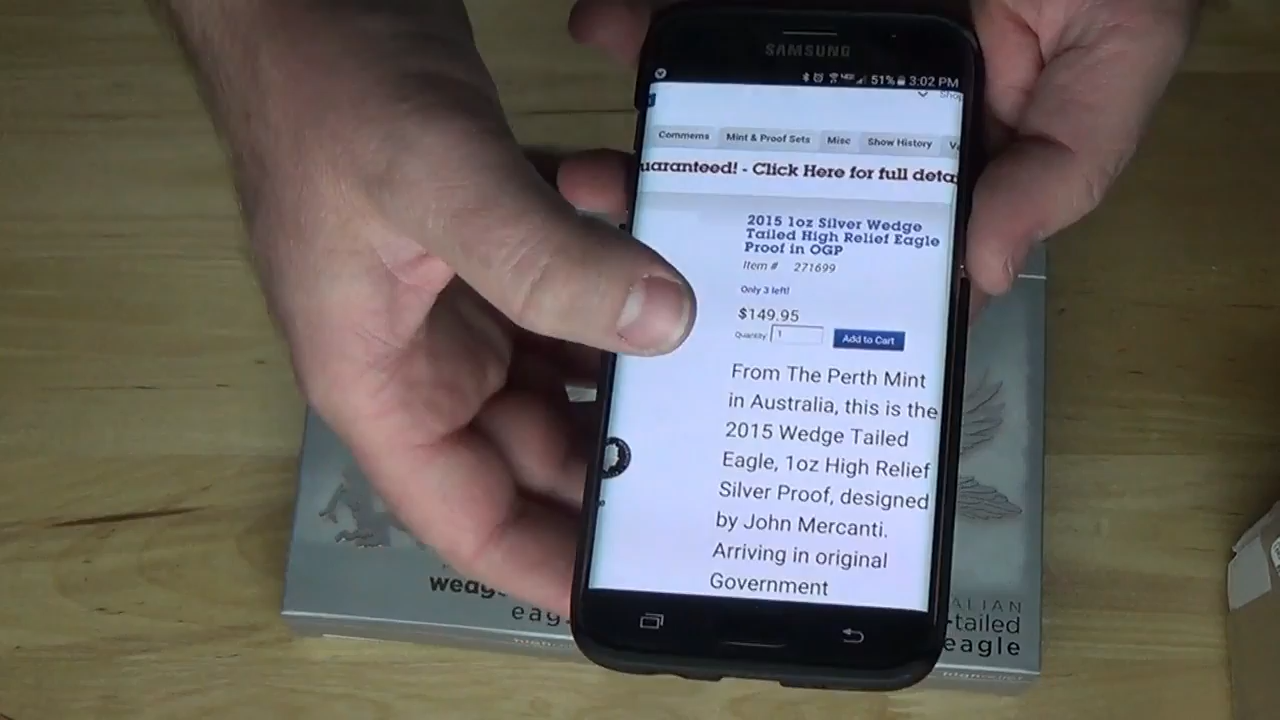 SAMSUNG
51% 3:02 PM
Shop
Commems Mint & Proof Sets Misc Show History
uaranteed! - Click Here for full deta
2015 1oz Silver Wedge
Tailed High Relief Eagle
Proof in OGP
Item # 271699
Only 3 left!
$149.95
Quantity 1 Add to Cart
From The Perth Mint
in Australia, this is the
2015 Wedge Tailed
Eagle, 1oz High Relief
Silver Proof, designed
by John Mercanti.
Arriving in original
Government
wedg
eag
ALIAN
-tailed
eagle